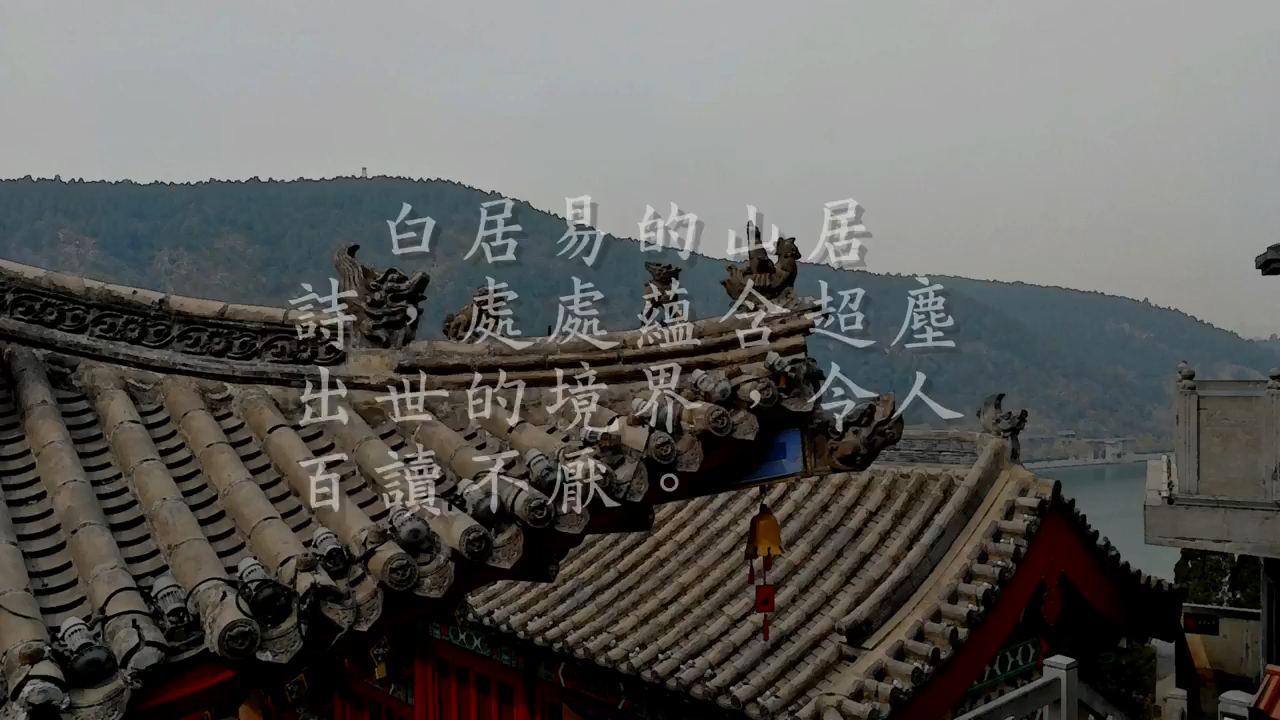 白居易的山居
詩，處處蘊含超塵
出世的境界，令人
百讀不厭。